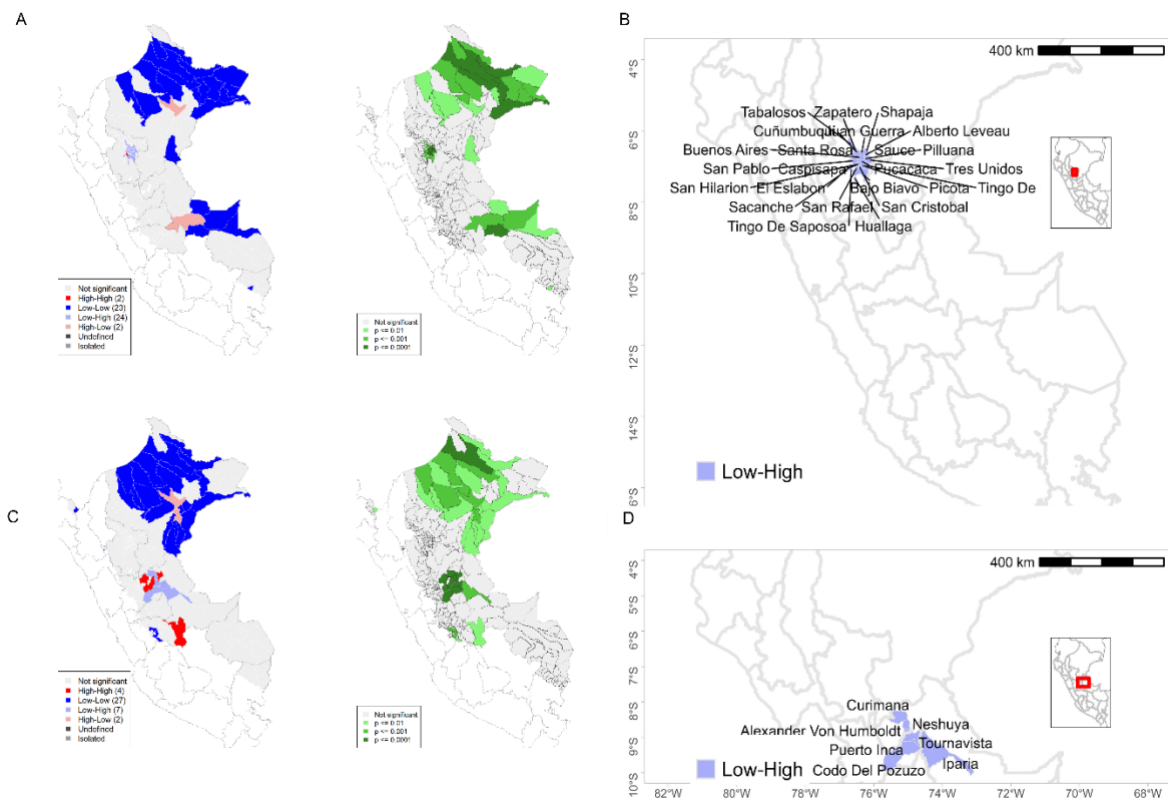 A
Not significant
High-High (2)
Low-Low (23)
Low-High (24)
High-Low (2)
Undefined
Isolated
Not significant
p <= 0.01
p <= 0.001
p <= 0.0001
B
400 km
4°S
6°S
8°S
10°S
12°S
14°S
6°S
Tabalosos Zapatero Shapaja
Cuñumbuqui Juan Guerra Alberto Leveau
Buenos Aires Santa Rosa Sauce Pilluana
San Pablo Caspisapa Pucacaca Tres Unidos
San Hilarion El Eslabon Bajo Biavo Picota Tingo De
Sacanche San Rafael San Cristobal
Tingo De Saposoa Huallaga
Low-High
C
Not significant
High-High (4)
Low-Low (27)
Low-High (7)
High-Low (2)
Undefined
Isolated
Not significant
p <= 0.01
p <= 0.001
p <= 0.0001
D
400 km
4°S
5°S
6°S
7°S
8°S
9°S
10°S
Curimana
Neshuya
Alexander Von Humboldt
Tournavista
Puerto Inca
Iparia
Codo Del Pozuzo
Low-High
82°W 80°W 78°W 76°W 74°W 72°W 70°W 68°W